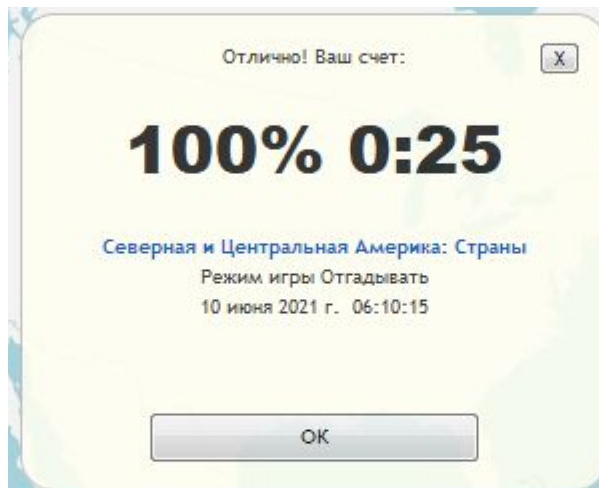 Отлично! Ваш счет:
X
100% 0:25
Северная и Центральная Америка: Страны
Режим игры Отгадывать
10 июня 2021 г. 06:10:15
OK